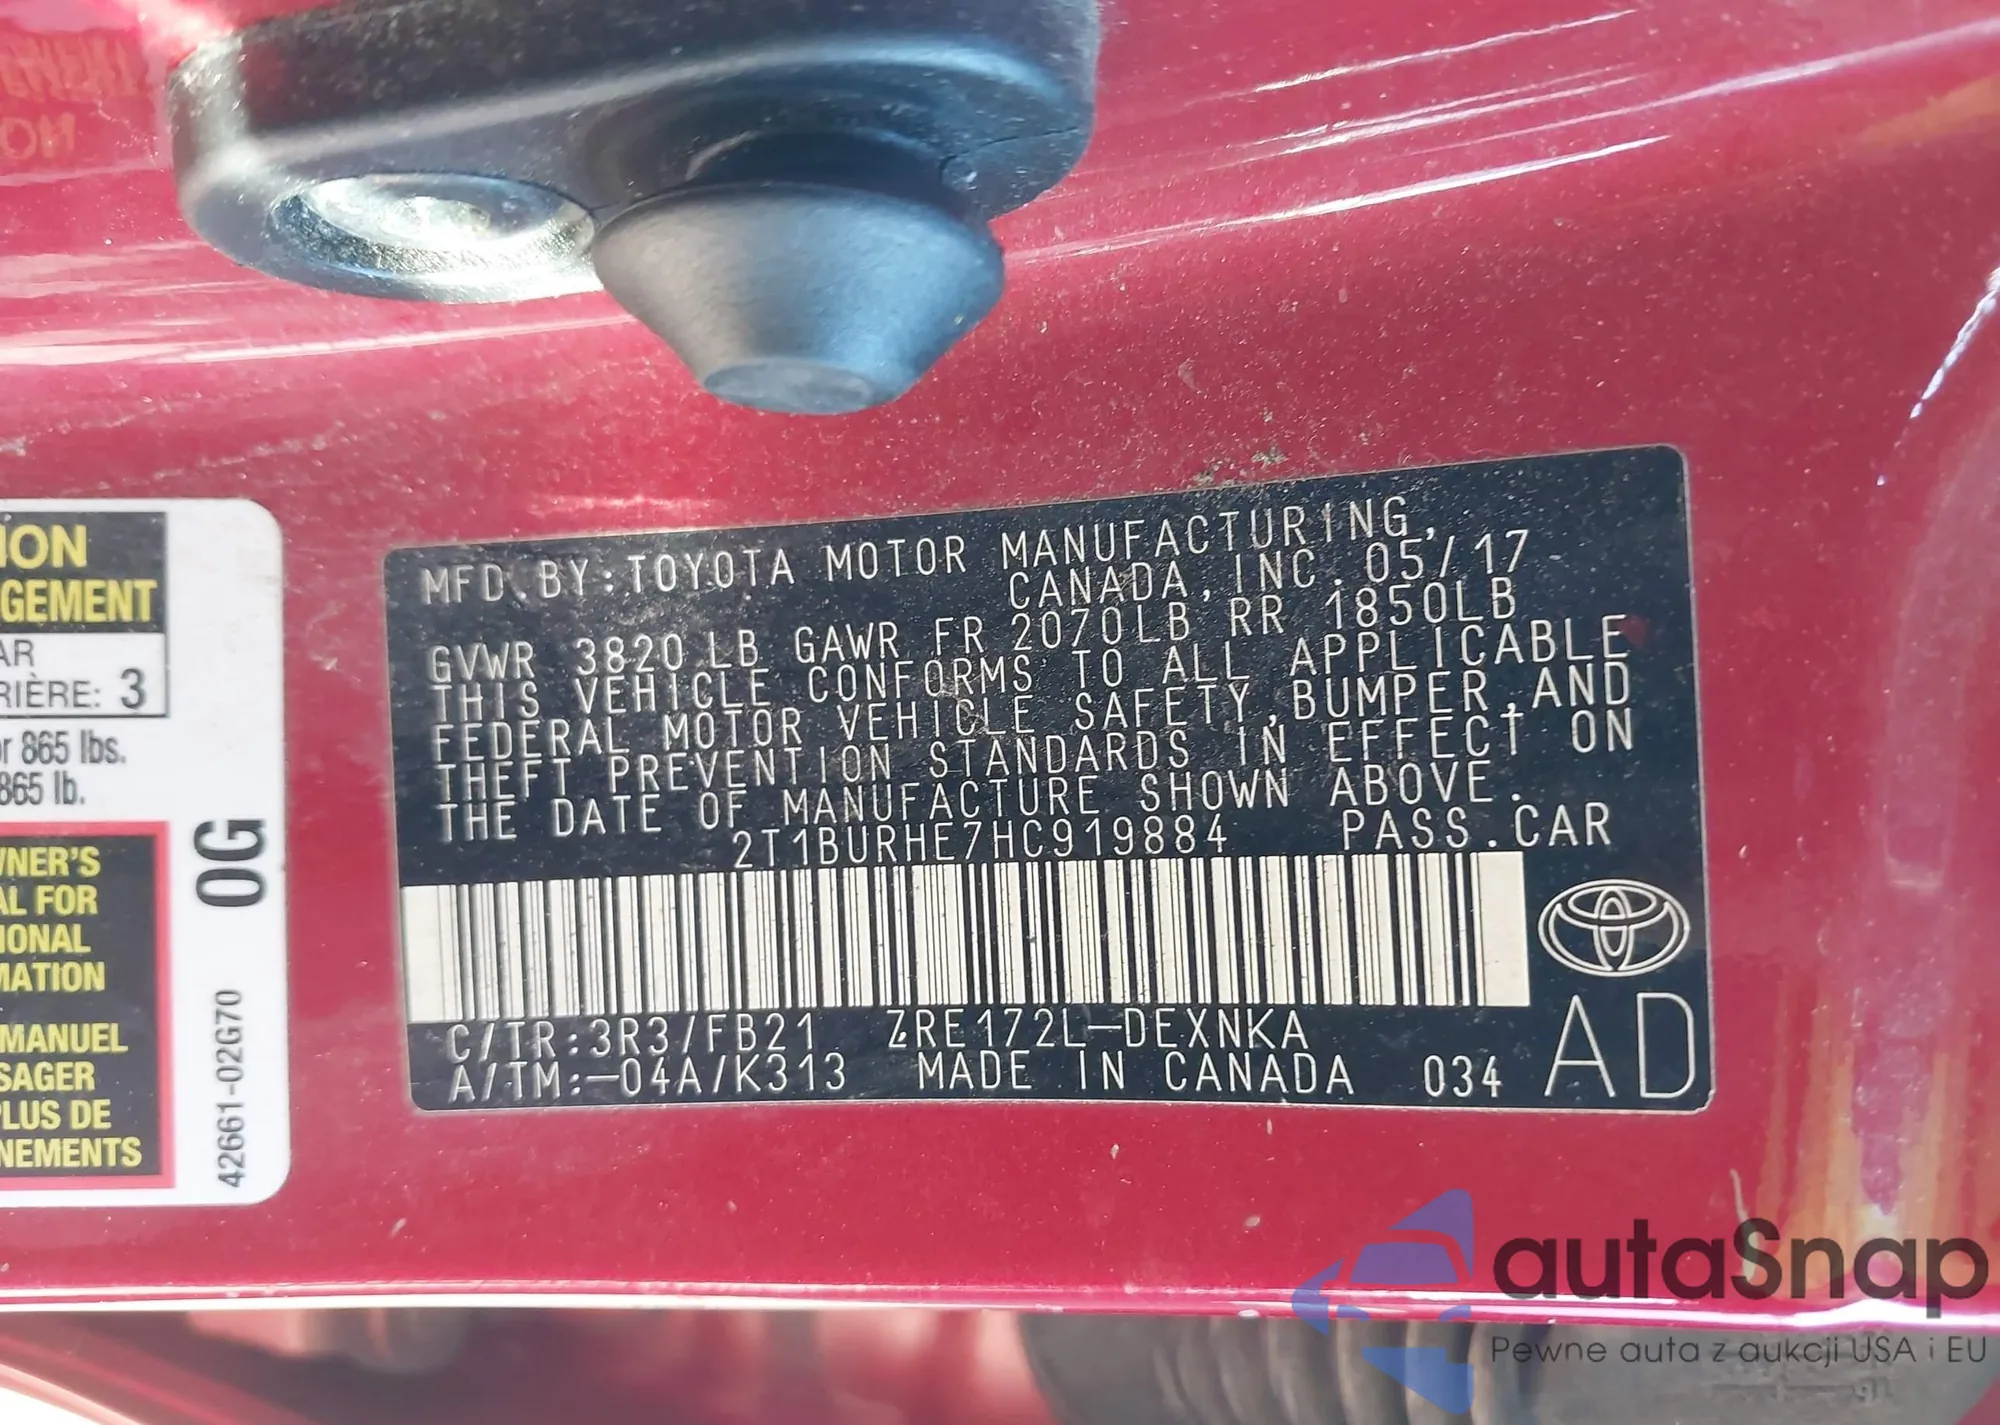 ION
GEMENT
AR
RIÈRE: 3
or 865 lbs.
865 lb.
WNER'S
AL FOR
IONAL
MATION
MANUEL
SAGER
PLUS DE
NEMENTS
0G
42661-02G70
MFD.BY:TOYOTA MOTOR MANUFACTURING,
CANADA,INC.05/17
GVWR 3820LB GAWR FR 2070LB RR 1850LB
THIS VEHICLE CONFORMS TO ALL APPLICABLE
FEDERAL MOTOR VEHICLE SAFETY,BUMPER,AND
THEFT PREVENTION STANDARDS IN EFFECT ON
THE DATE OF MANUFACTURE SHOWN ABOVE.
2T1BURHE7HC919884 PASS.CAR
C/TR:3R3/FB21 ZRE172L-DEXNKA
A/TM:-04A/K313 MADE IN CANADA 034
AD
autaSnap
Pewne auta z aukcji USA i EU